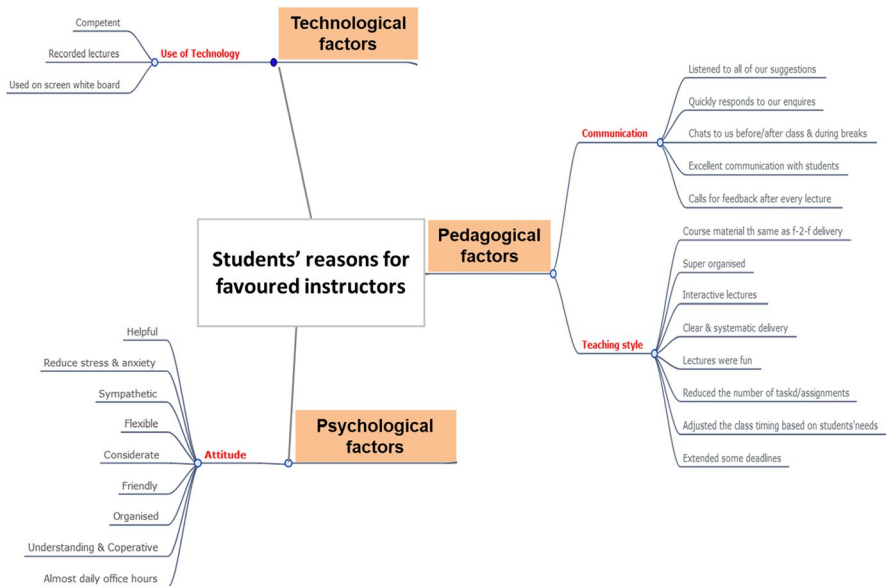 Technological
factors
Use of Technology
Competent
Recorded lectures
Used on screen white board
Students’ reasons for
favoured instructors
Pedagogical
factors
Communication
Listened to all of our suggestions
Quickly responds to our enquires
Chats to us before/after class & during breaks
Excellent communication with students
Calls for feedback after every lecture
Teaching style
Course material th same as f-2-f delivery
Super organised
Interactive lectures
Clear & systematic delivery
Lectures were fun
Reduced the number of taskd/assignments
Adjusted the class timing based on students'needs
Extended some deadlines
Psychological
factors
Attitude
Helpful
Reduce stress & anxiety
Sympathetic
Flexible
Considerate
Friendly
Organised
Understanding & Coperative
Almost daily office hours